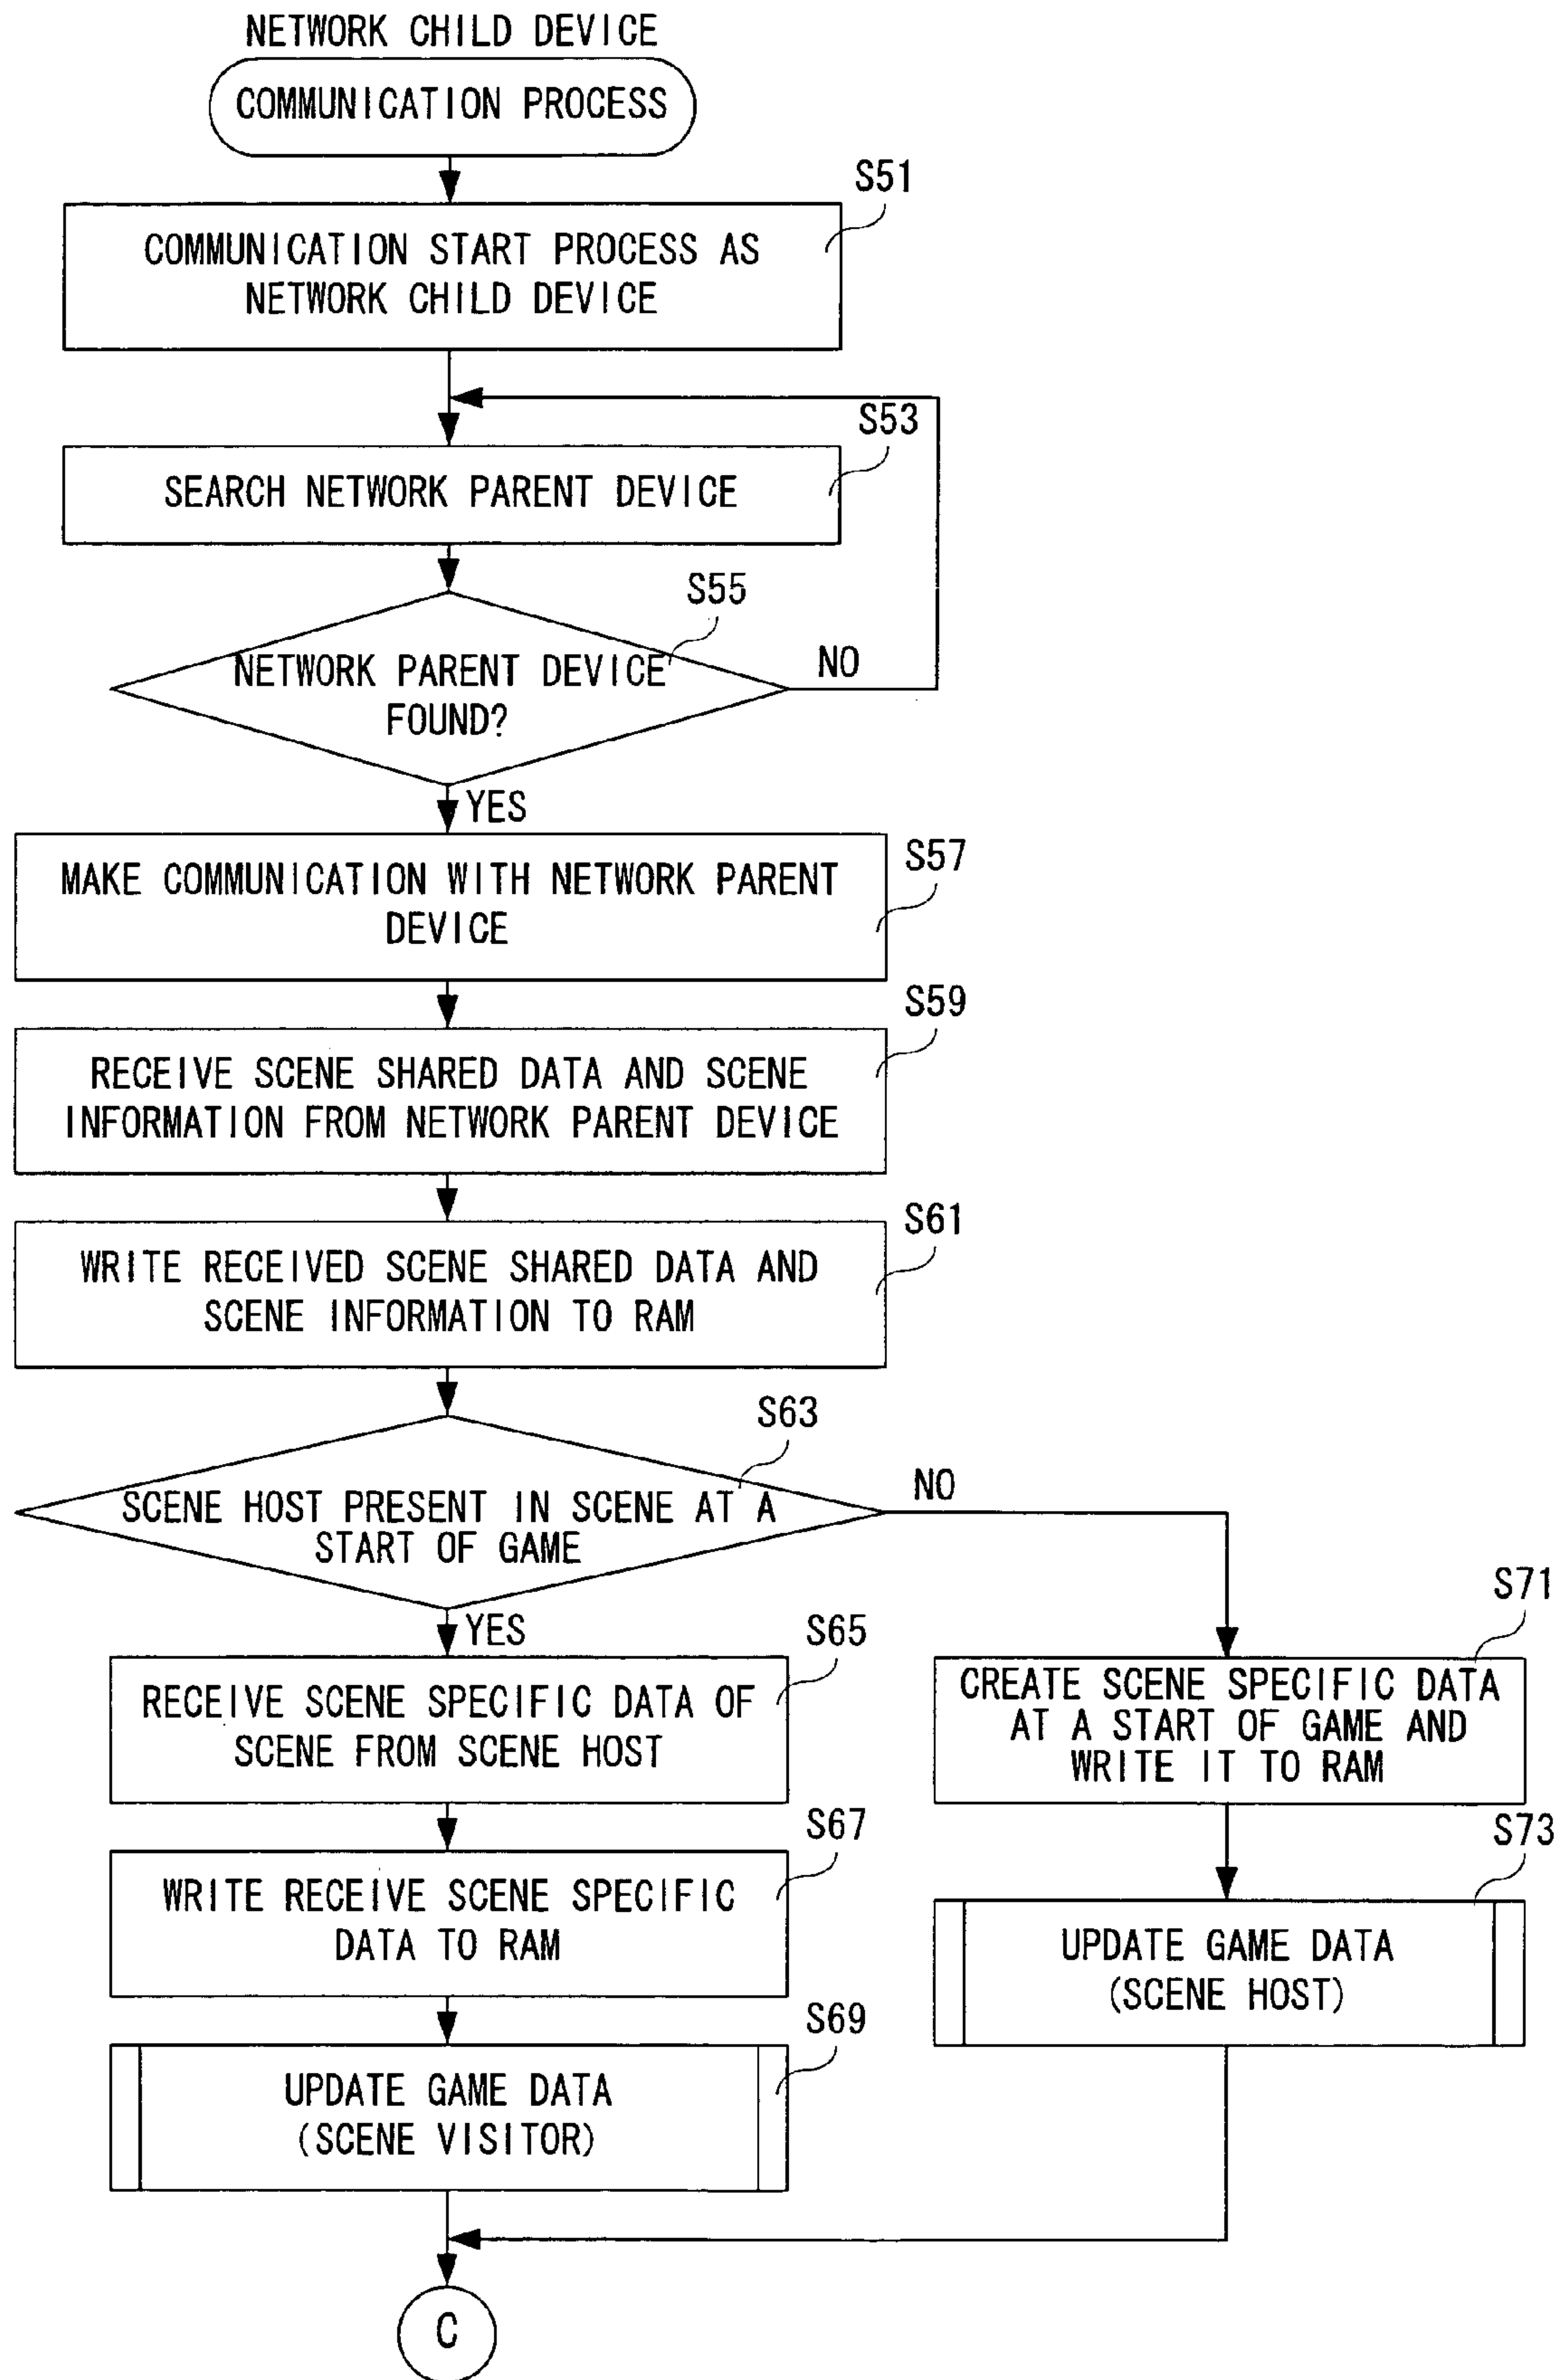 NETWORK CHILD DEVICE
COMMUNICATION PROCESS
S51
COMMUNICATION START PROCESS AS
NETWORK CHILD DEVICE
S53
SEARCH NETWORK PARENT DEVICE
S55
NETWORK PARENT DEVICE
FOUND?
NO
YES
S57
MAKE COMMUNICATION WITH NETWORK PARENT
DEVICE
S59
RECEIVE SCENE SHARED DATA AND SCENE
INFORMATION FROM NETWORK PARENT DEVICE
S61
WRITE RECEIVED SCENE SHARED DATA AND
SCENE INFORMATION TO RAM
S63
SCENE HOST PRESENT IN SCENE AT A
START OF GAME
NO
YES
S65
RECEIVE SCENE SPECIFIC DATA OF
SCENE FROM SCENE HOST
S67
WRITE RECEIVE SCENE SPECIFIC
DATA TO RAM
S69
UPDATE GAME DATA
(SCENE VISITOR)
S71
CREATE SCENE SPECIFIC DATA
AT A START OF GAME AND
WRITE IT TO RAM
S73
UPDATE GAME DATA
(SCENE HOST)
C